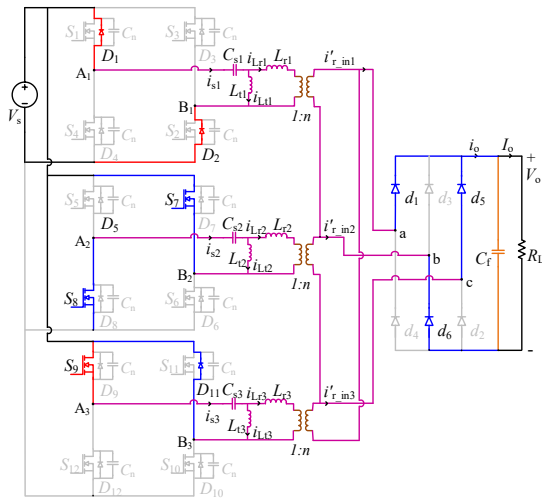 S1 Cn S3 Cn
D1 D3
Cs1 iLr1 Lr1 i'r_in1
A1 is1 Lt1 iLt1
+
-
Vs
B1 1:n
S4 Cn S2 Cn
D4 D2
io Io +
Vo
d1 d3 d5
S5 Cn S7 Cn
D5 D7
Cs2 iLr2 Lr2 i'r_in2 a
A2 is2 Lt2 iLt2 b Cf RL
B2 1:n c
S8 Cn S6 Cn
D8 D6
d4 d6 d2
-
S9 Cn S11 Cn
D9 D11 Cs3 iLr3 Lr3 i'r_in3
A3 is3 Lt3 iLt3
B3 1:n
S12 Cn S10 Cn
D12 D10